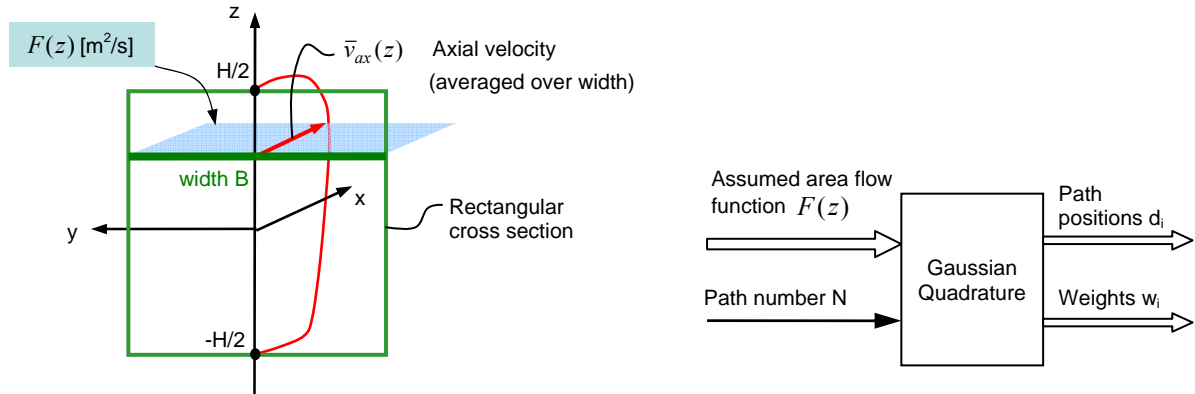 z
F(z) [m²/s]
H/2
v̄ₐₓ(z)
Axial velocity
(averaged over width)
width B
x
y
Rectangular
cross section
-H/2
Assumed area flow
function F(z)
Path number N
Gaussian
Quadrature
Path
positions dᵢ
Weights wᵢ